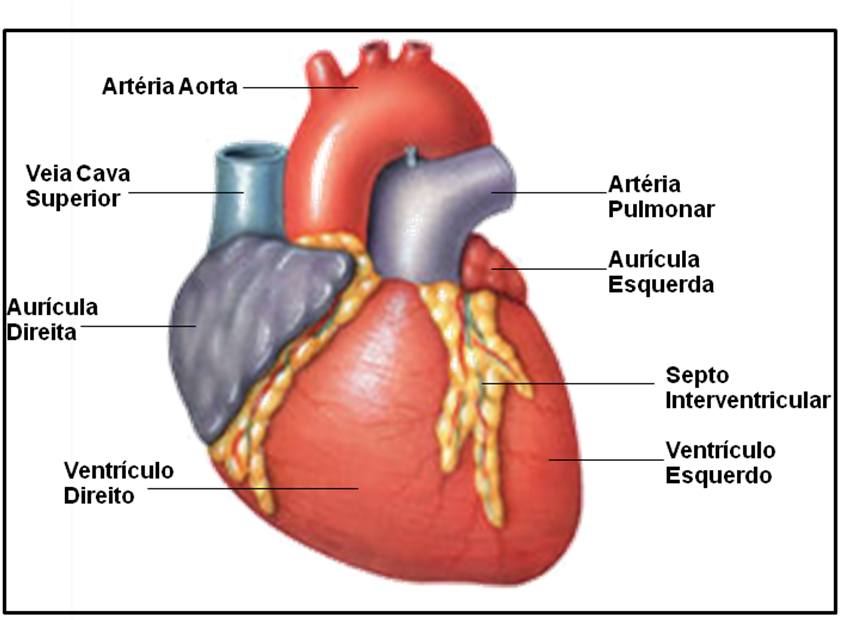 Artéria Aorta
Veia Cava
Superior
Aurícula
Direita
Ventrículo
Direito
Artéria
Pulmonar
Aurícula
Esquerda
Septo
Interventricular
Ventrículo
Esquerdo